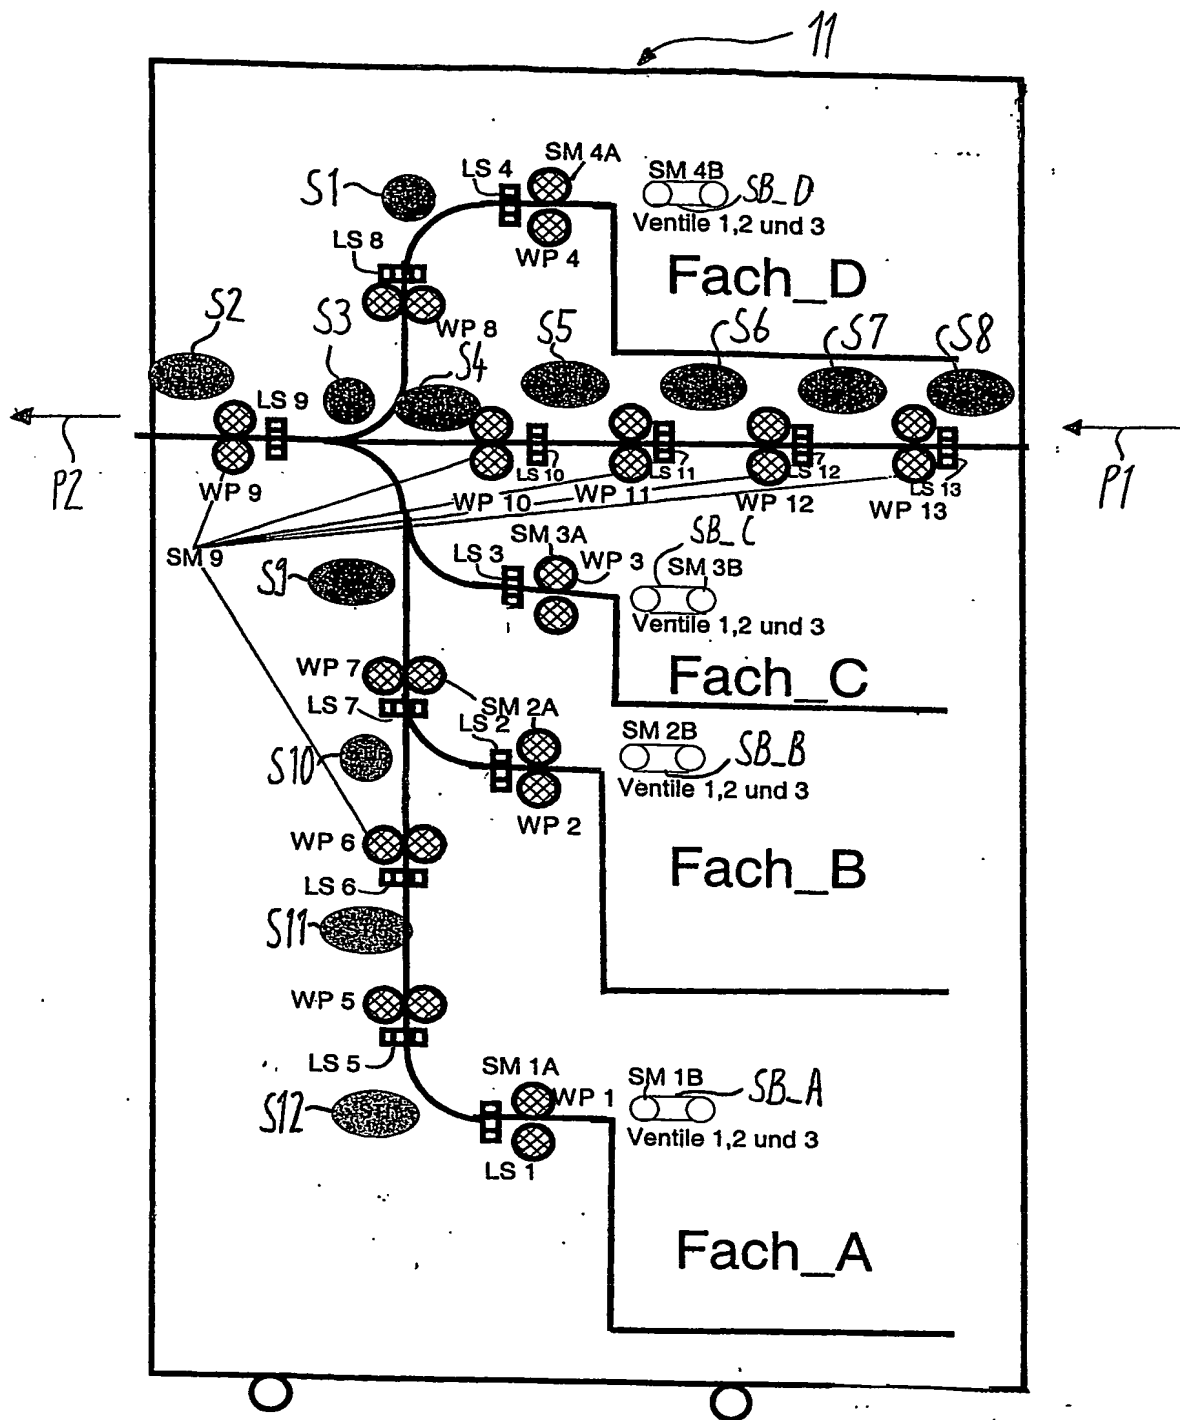 11
SM 4A
LS 4
SM 4B
S1
SB_D
Ventile 1,2 und 3
LS 8
WP 4
Fach_D
S2
S3
WP 8
S5
S6
S7
S8
S4
LS 9
P2
WP 9
LS 10
LS 11
LS 12
LS 13
WP 10
WP 11
WP 12
WP 13
P1
SM 9
SM 3A
SB_C
LS 3
WP 3
SM 3B
S9
Ventile 1,2 und 3
WP 7
Fach_C
LS 7
SM 2A
LS 2
SM 2B
SB_B
S10
Ventile 1,2 und 3
WP 2
WP 6
Fach_B
LS 6
S11
WP 5
LS 5
SM 1A
WP 1
SM 1B
SB_A
S12
Ventile 1,2 und 3
LS 1
Fach_A